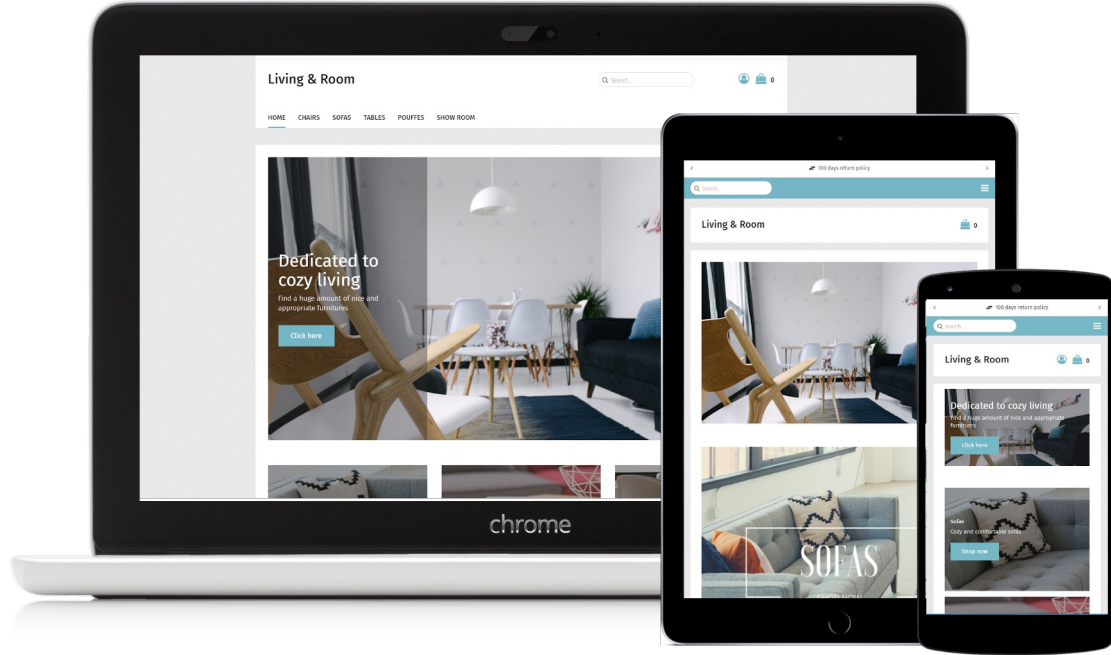 Living & Room
Search...
0
HOME CHAIRS SOFAS TABLES POUFFES SHOW ROOM
Dedicated to
cozy living
Find a huge amount of nice and
appropriate furnitures
Click here
chrome
100 days return policy
Search...
Living & Room
0
SOFAS
SHOP NOW
100 days return policy
Search...
Living & Room
0
Dedicated to cozy living
Find a huge amount of nice and appropriate
furnitures
Click here
Sofas
Cozy and comfortable sofas
Shop now